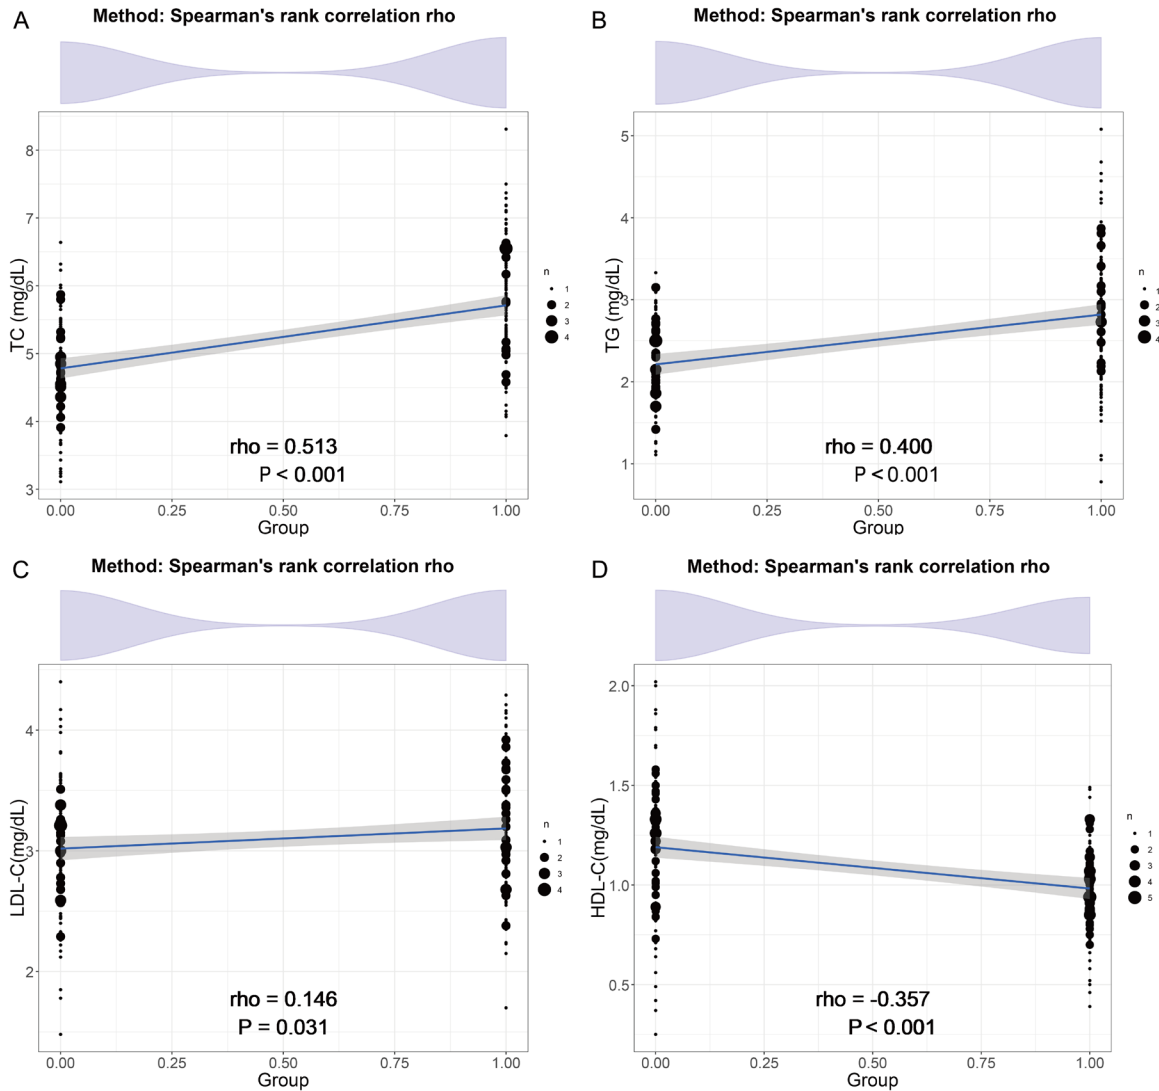 A
Method: Spearman's rank correlation rho
TC (mg/dL)
8
7
6
5
4
3
rho = 0.513
P < 0.001
0.00 0.25 0.50 0.75 1.00
Group
n
1
2
3
4
B
Method: Spearman's rank correlation rho
TG (mg/dL)
5
4
3
2
1
rho = 0.400
P < 0.001
0.00 0.25 0.50 0.75 1.00
Group
n
1
2
3
4
C
Method: Spearman's rank correlation rho
LDL-C(mg/dL)
4
3
2
rho = 0.146
P = 0.031
0.00 0.25 0.50 0.75 1.00
Group
n
1
2
3
4
D
Method: Spearman's rank correlation rho
HDL-C(mg/dL)
2.0
1.5
1.0
0.5
rho = -0.357
P < 0.001
0.00 0.25 0.50 0.75 1.00
Group
n
1
2
3
4
5